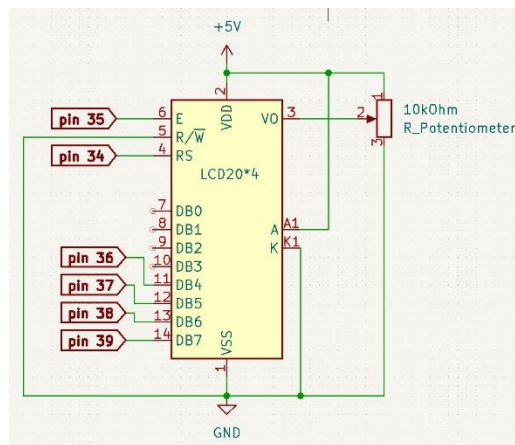 +5V
2
VDD
pin 35
6
E
5
R/W
pin 34
4
RS
VO
3
2
1
3
10kOhm
R_Potentiometer
LCD20*4
7
DB0
8
DB1
9
DB2
10
DB3
A
A1
K
K1
pin 36
11
DB4
pin 37
12
DB5
pin 38
13
DB6
pin 39
14
DB7
VSS
1
GND